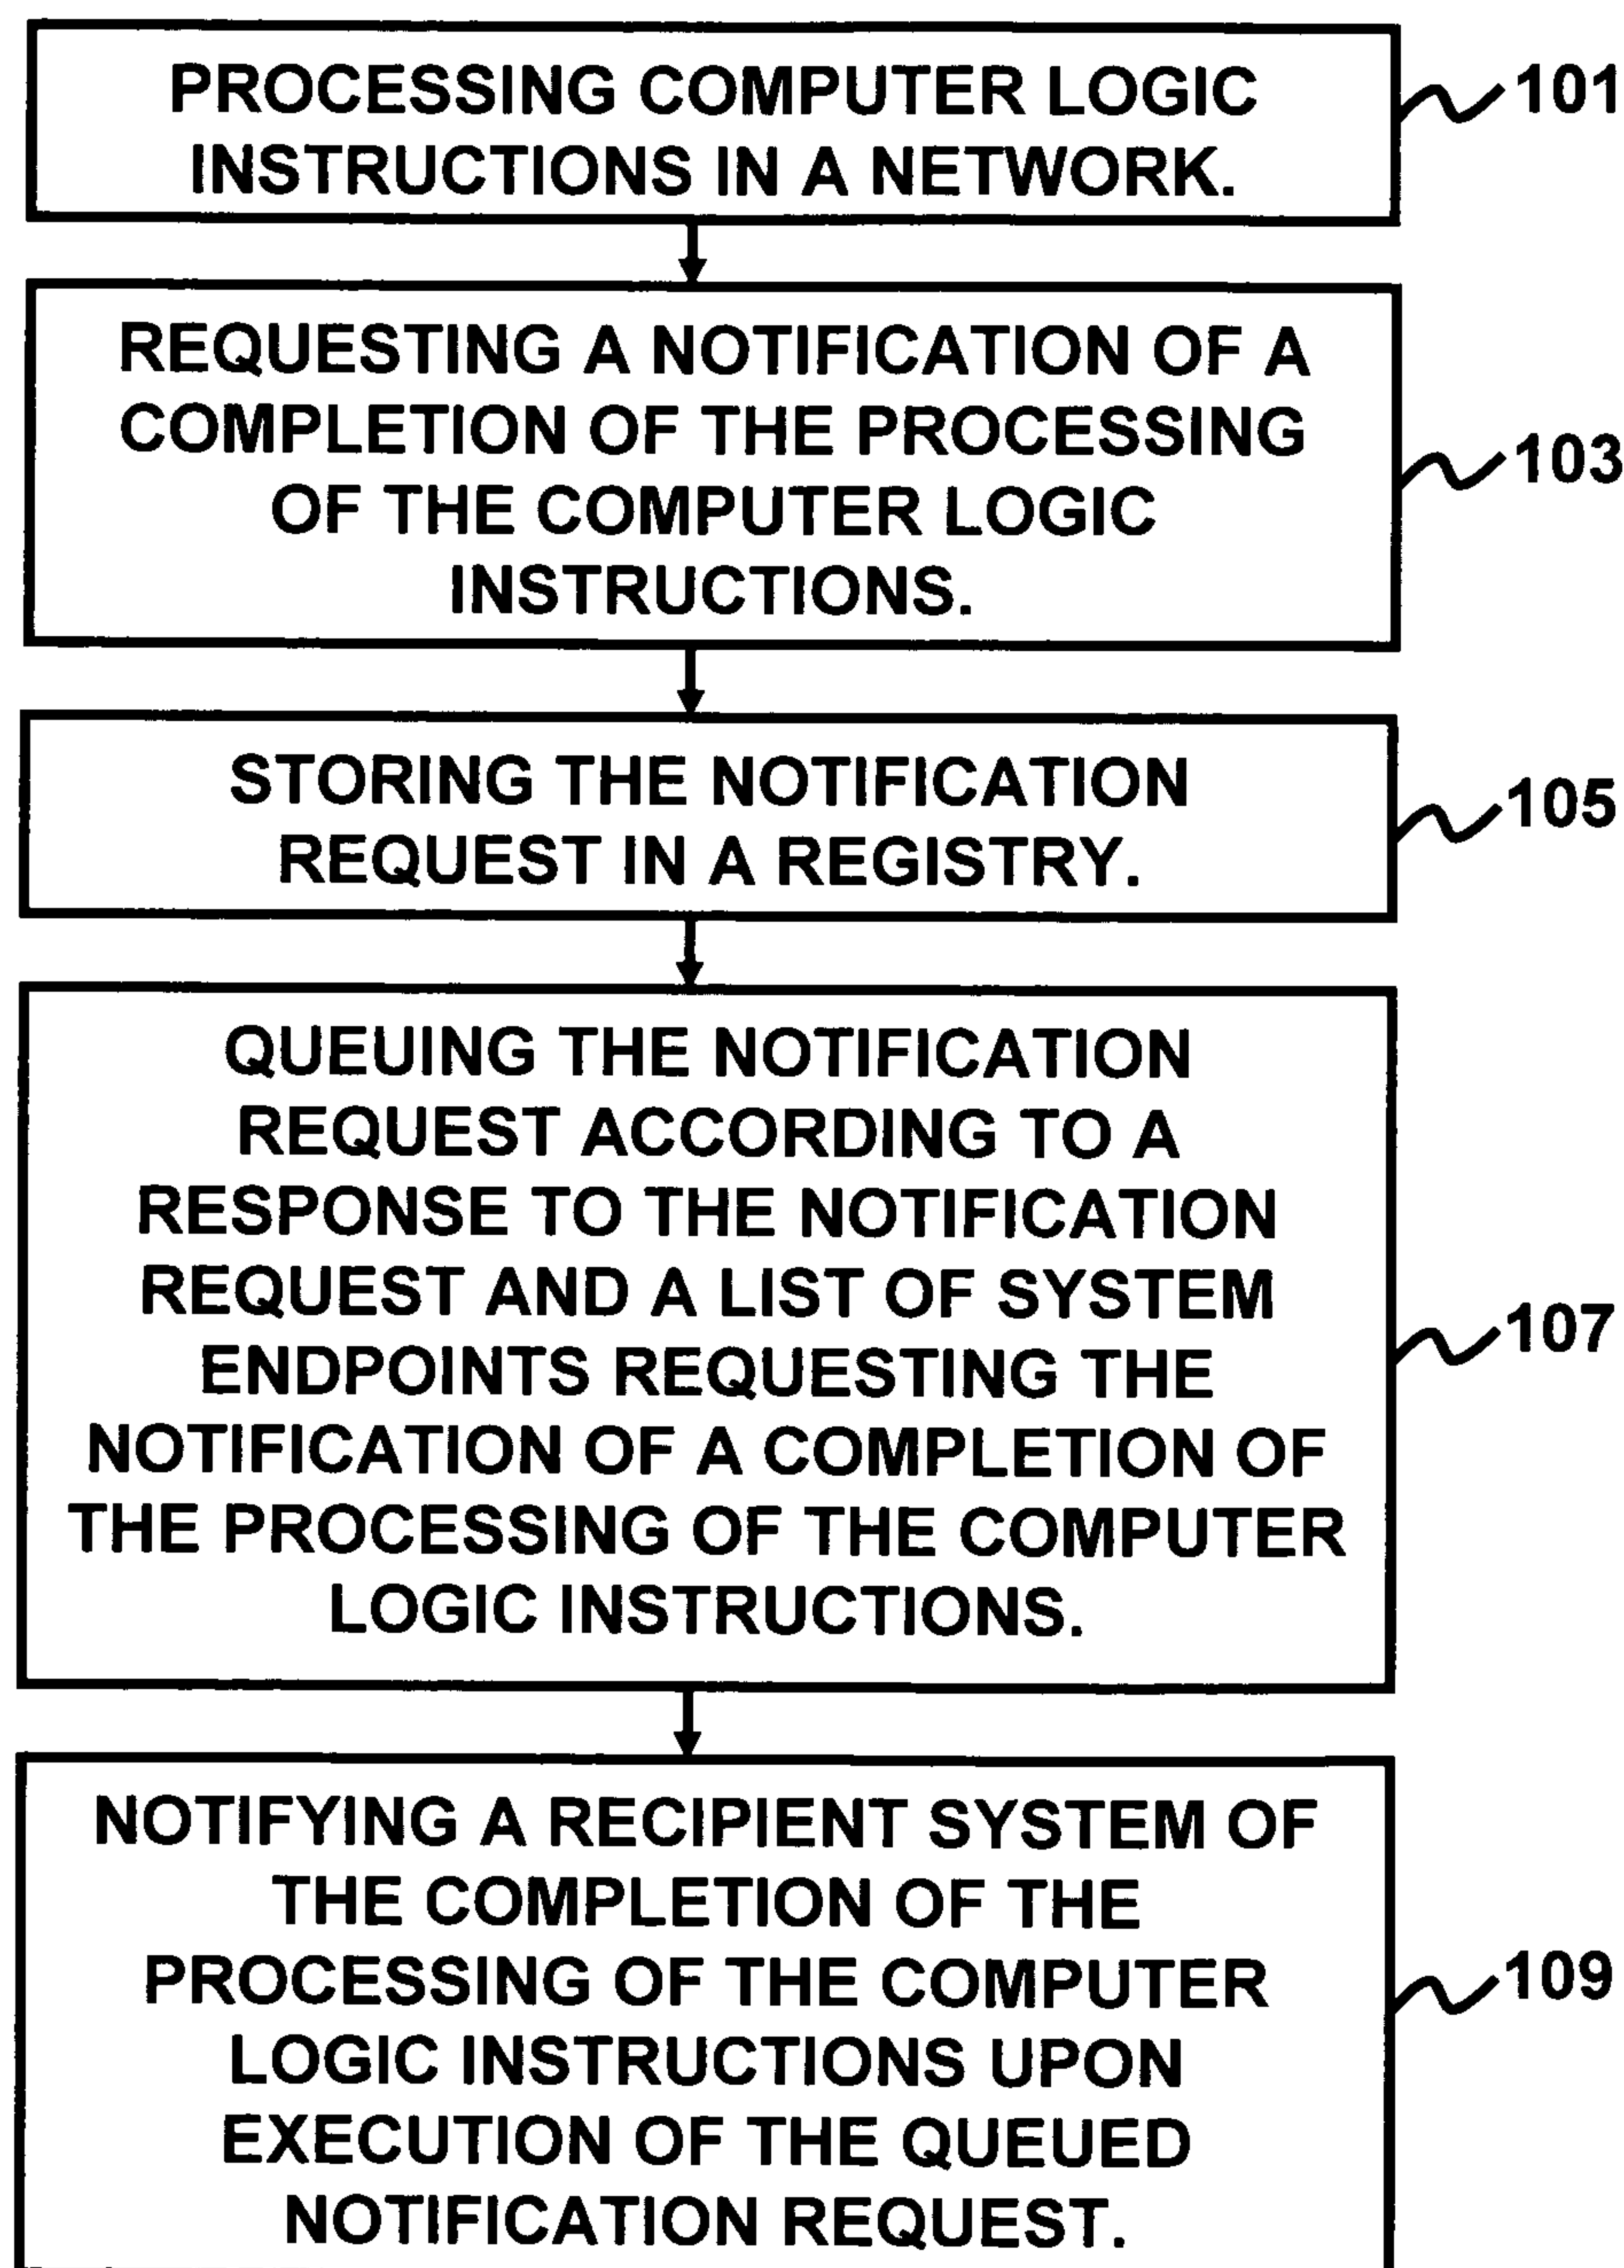 PROCESSING COMPUTER LOGIC
INSTRUCTIONS IN A NETWORK.
101
REQUESTING A NOTIFICATION OF A
COMPLETION OF THE PROCESSING
OF THE COMPUTER LOGIC
INSTRUCTIONS.
103
STORING THE NOTIFICATION
REQUEST IN A REGISTRY.
105
QUEUING THE NOTIFICATION
REQUEST ACCORDING TO A
RESPONSE TO THE NOTIFICATION
REQUEST AND A LIST OF SYSTEM
ENDPOINTS REQUESTING THE
NOTIFICATION OF A COMPLETION OF
THE PROCESSING OF THE COMPUTER
LOGIC INSTRUCTIONS.
107
NOTIFYING A RECIPIENT SYSTEM OF
THE COMPLETION OF THE
PROCESSING OF THE COMPUTER
LOGIC INSTRUCTIONS UPON
EXECUTION OF THE QUEUED
NOTIFICATION REQUEST.
109